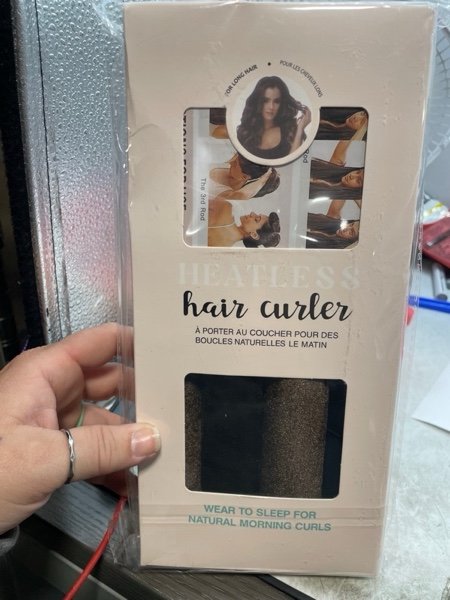 FOR LONG HAIR • POUR LES CHEVEUX LONG
The 3rd Rod
Rod
HEATLESS
hair curler
À PORTER AU COUCHER POUR DES
BOUCLES NATURELLES LE MATIN
WEAR TO SLEEP FOR
NATURAL MORNING CURLS